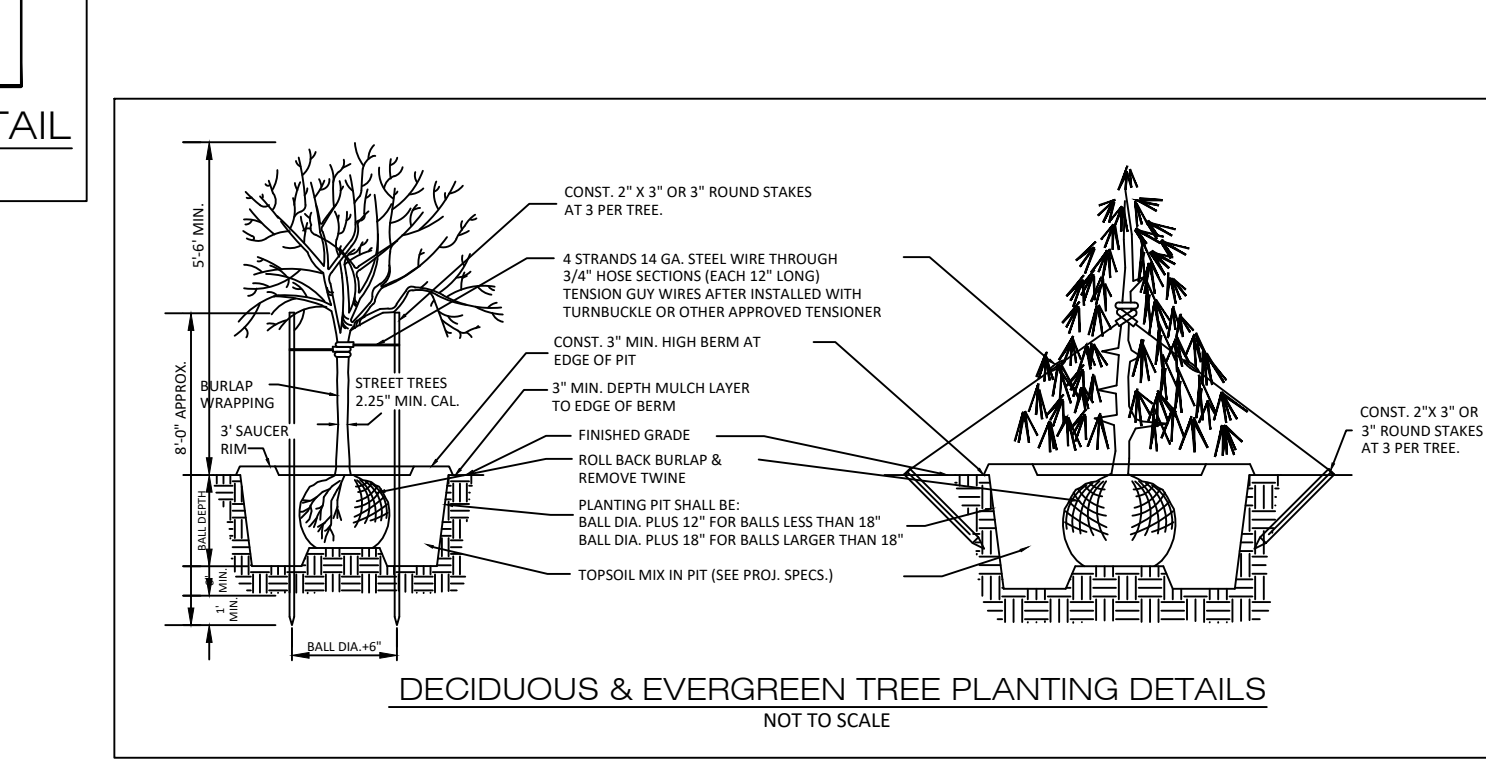 TAIL
CONST. 2" X 3" OR 3" ROUND STAKES
AT 3 PER TREE.
4 STRANDS 14 GA. STEEL WIRE THROUGH
3/4" HOSE SECTIONS (EACH 12" LONG)
TENSION GUY WIRES AFTER INSTALLED WITH
TURNBUCKLE OR OTHER APPROVED TENSIONER
CONST. 3" MIN. HIGH BERM AT
EDGE OF PIT
3" MIN. DEPTH MULCH LAYER
TO EDGE OF BERM
FINISHED GRADE
ROLL BACK BURLAP &
REMOVE TWINE
PLANTING PIT SHALL BE:
BALL DIA. PLUS 12" FOR BALLS LESS THAN 18"
BALL DIA. PLUS 18" FOR BALLS LARGER THAN 18"
TOPSOIL MIX IN PIT (SEE PROJ. SPECS.)
5'-6' MIN.
8'-0" APPROX.
BURLAP
WRAPPING
STREET TREES
2.25" MIN. CAL.
3' SAUCER
RIM
BALL DEPTH
MIN.
1'
MIN.
BALL DIA.+6"
CONST. 2"X 3" OR
3" ROUND STAKES
AT 3 PER TREE.
DECIDUOUS & EVERGREEN TREE PLANTING DETAILS
NOT TO SCALE